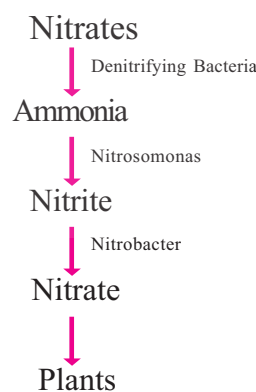 Nitrates
Denitrifying Bacteria
Ammonia
Nitrosomonas
Nitrite
Nitrobacter
Nitrate
Plants